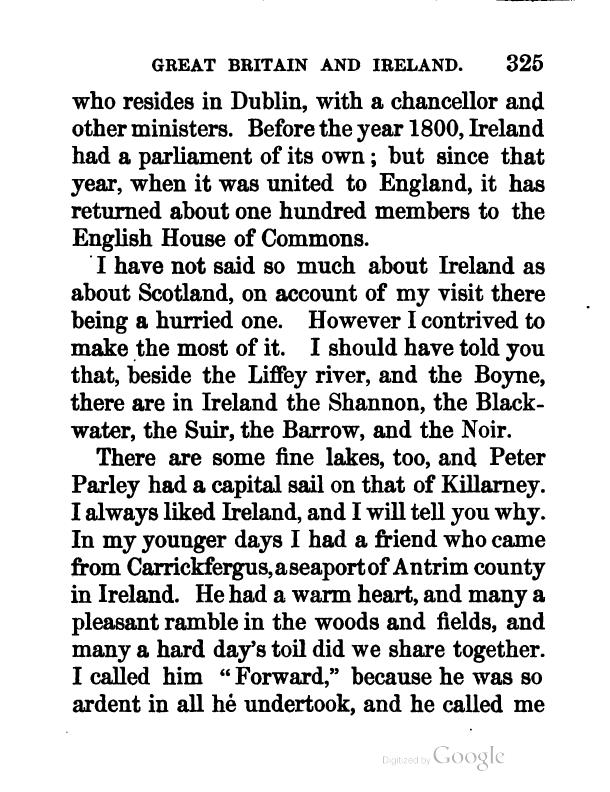 GREAT BRITAIN AND IRELAND. 325
who resides in Dublin, with a chancellor and
other ministers. Before the year 1800, Ireland
had a parliament of its own; but since that
year, when it was united to England, it has
returned about one hundred members to the
English House of Commons.
I have not said so much about Ireland as
about Scotland, on account of my visit there
being a hurried one. However I contrived to
make the most of it. I should have told you
that, beside the Liffey river, and the Boyne,
there are in Ireland the Shannon, the Black-
water, the Suir, the Barrow, and the Noir.
There are some fine lakes, too, and Peter
Parley had a capital sail on that of Killarney.
I always liked Ireland, and I will tell you why.
In my younger days I had a friend who came
from Carrickfergus, a seaport of Antrim county
in Ireland. He had a warm heart, and many a
pleasant ramble in the woods and fields, and
many a hard day's toil did we share together.
I called him "Forward," because he was so
ardent in all he undertook, and he called me
Digitized by Google